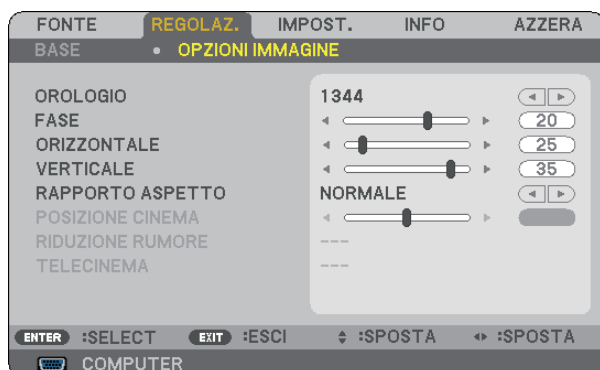 FONTE REGOLAZ. IMPOST. INFO AZZERA
BASE • OPZIONI IMMAGINE
OROLOGIO 1344
FASE 20
ORIZZONTALE 25
VERTICALE 35
RAPPORTO ASPETTO NORMALE
POSIZIONE CINEMA
RIDUZIONE RUMORE ---
TELECINEMA ---
ENTER :SELECT EXIT :ESCI :SPOSTA :SPOSTA
COMPUTER